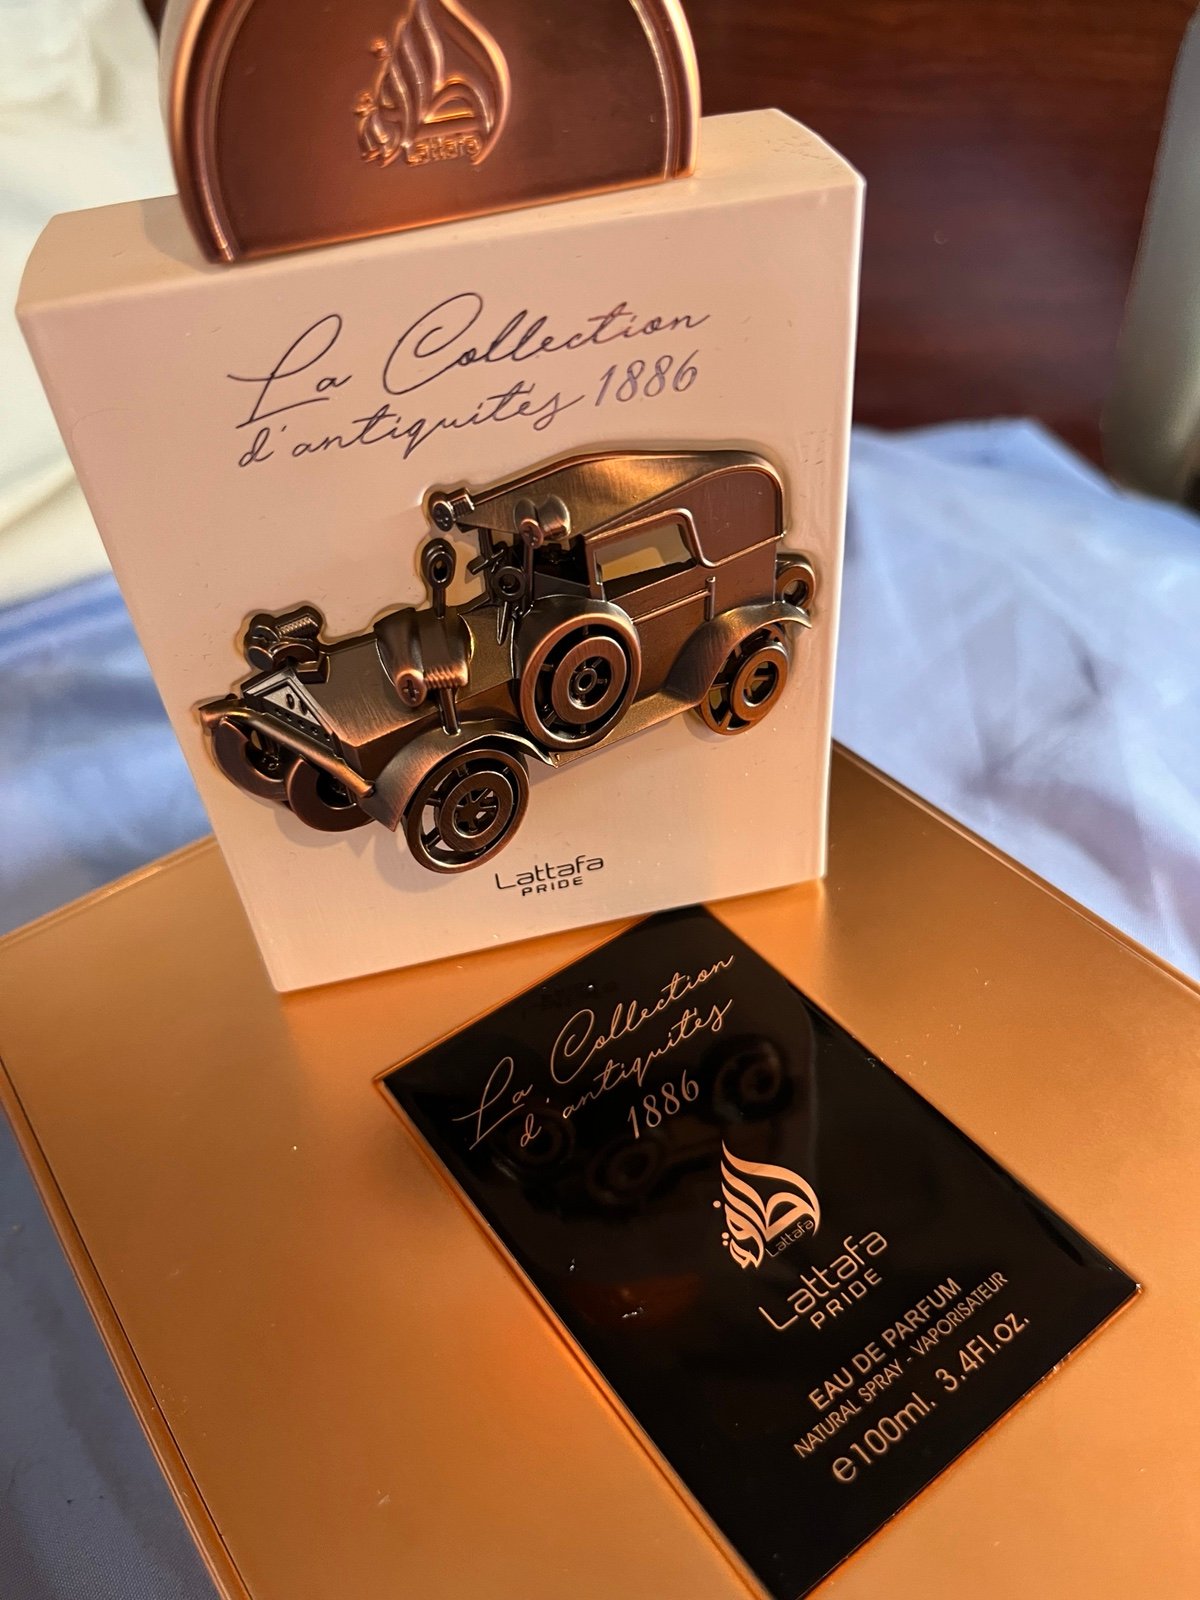 Lattafa
La Collection
d'antiquités 1886
Lattafa
PRIDE
La Collection
d'antiquités
1886
Lattafa
Lattafa
PRIDE
EAU DE PARFUM
NATURAL SPRAY - VAPORISATEUR
e100ml. 3.4Fl.oz.